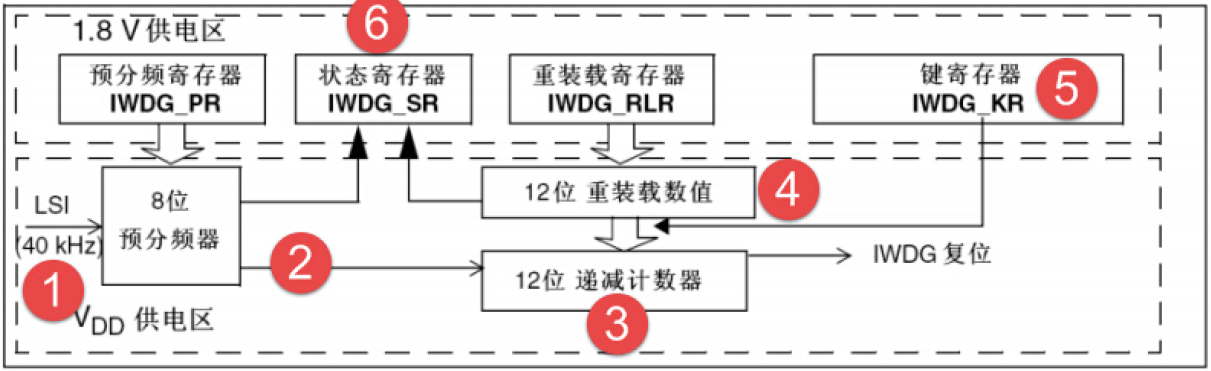 1.8 V 供电区
6
预分频寄存器
IWDG_PR
状态寄存器
IWDG_SR
重装载寄存器
IWDG_RLR
键寄存器
IWDG_KR
5
LSI
(40 kHz)
1
8位
预分频器
2
12位 重装载数值
4
12位 递减计数器
3
IWDG 复位
VDD 供电区